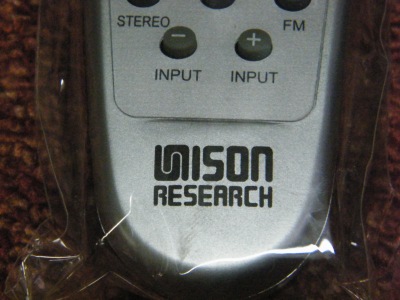 STEREO FM
− +
INPUT INPUT
UNISON
RESEARCH